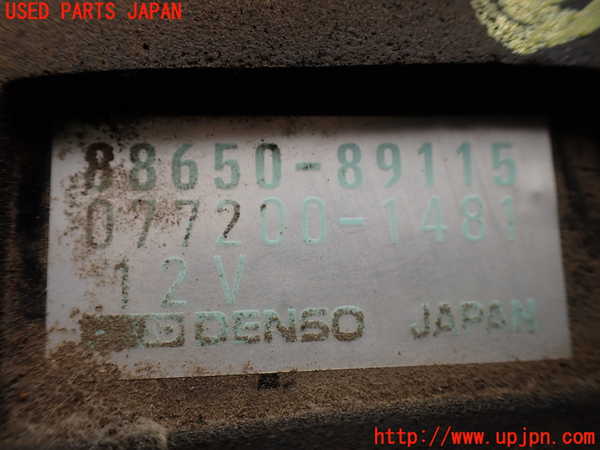 USED PARTS JAPAN
88650-89115
077200-1481
12V
DENSO JAPAN
http://www.upjpn.com/